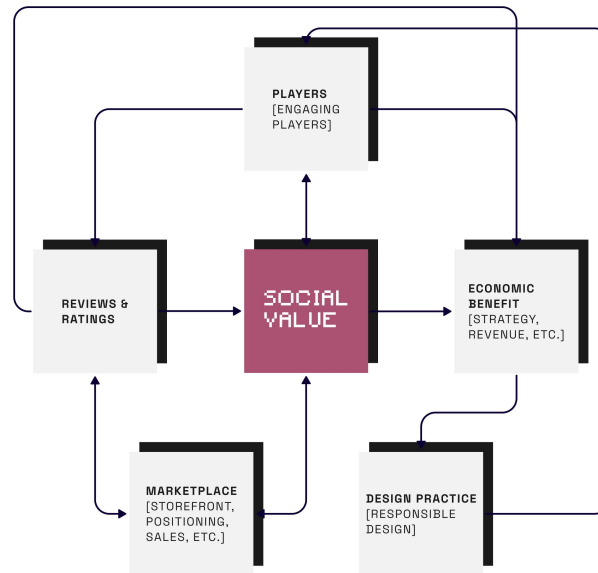 PLAYERS
[ENGAGING
PLAYERS]
REVIEWS &
RATINGS
SOCIAL
VALUE
ECONOMIC
BENEFIT
[STRATEGY,
REVENUE, ETC.]
MARKETPLACE
[STOREFRONT,
POSITIONING,
SALES, ETC.]
DESIGN PRACTICE
[RESPONSIBLE
DESIGN]